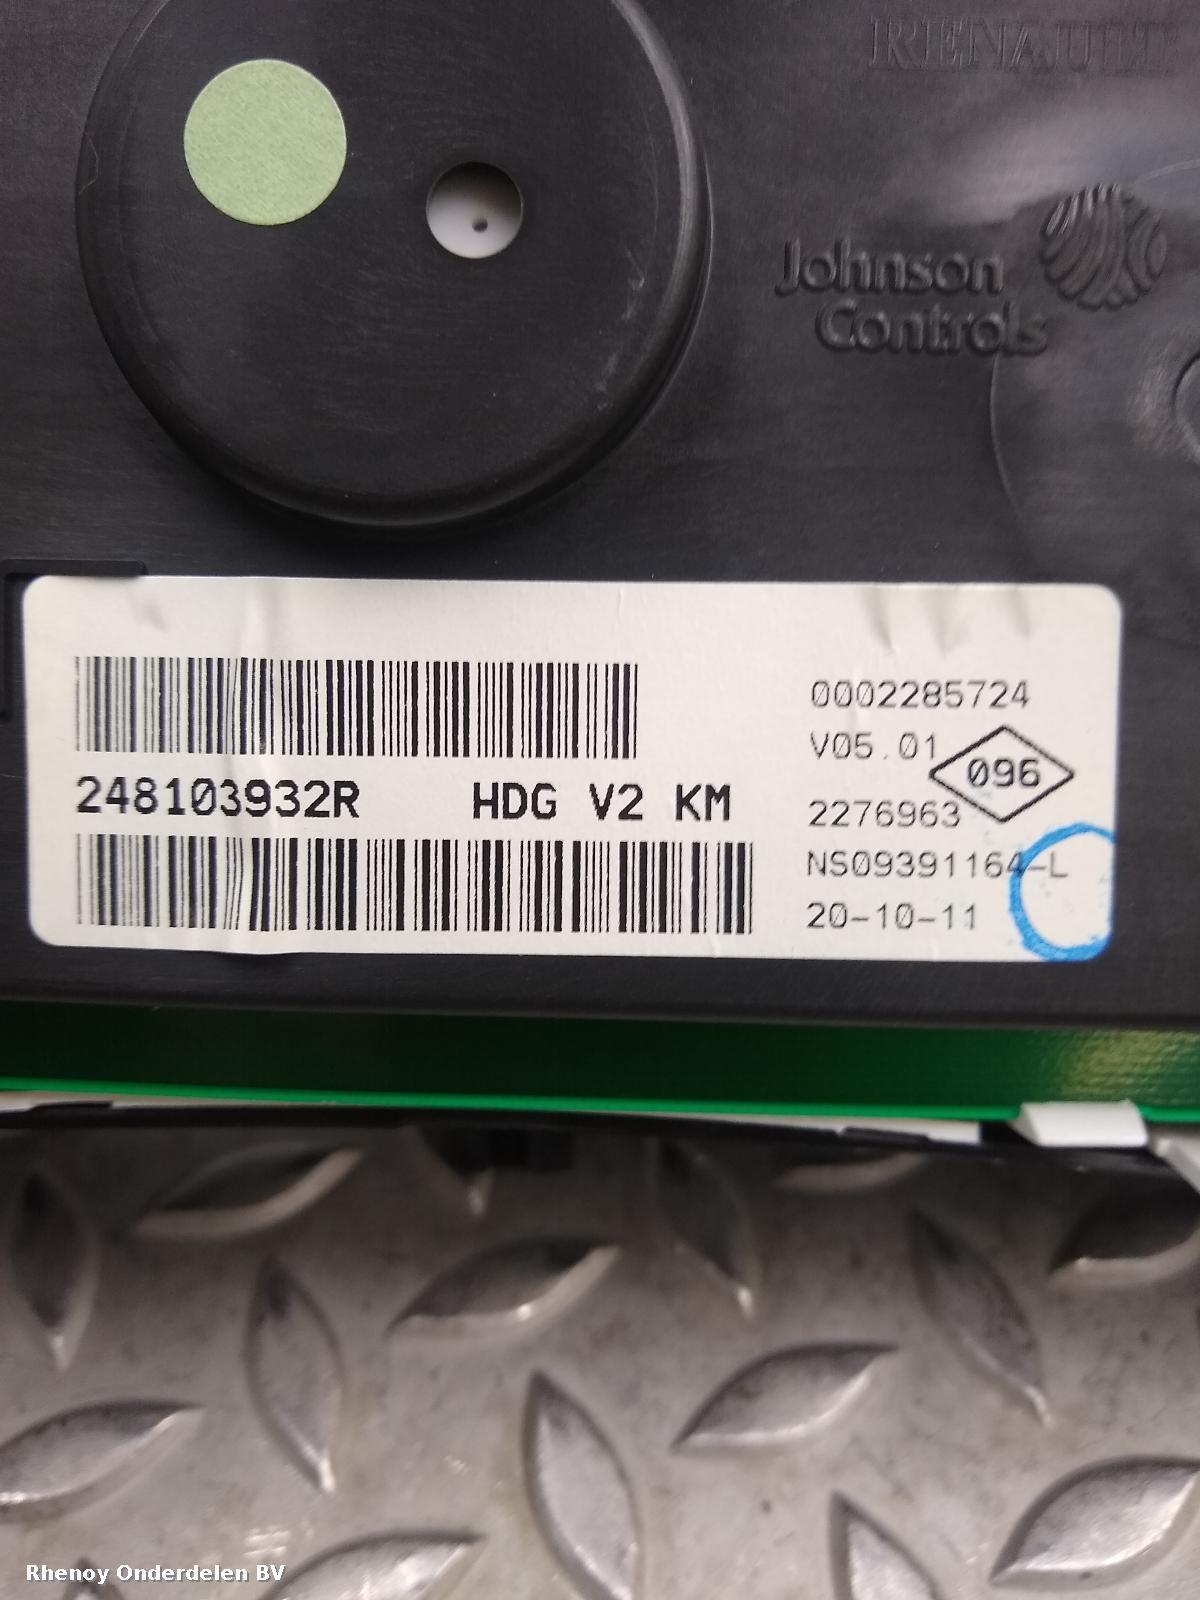 RENAULT
Johnson
Controls
0002285724
V05.01
096
248103932R HDG V2 KM
2276963
NS09391164-L
20-10-11
Rhenoy Onderdelen BV